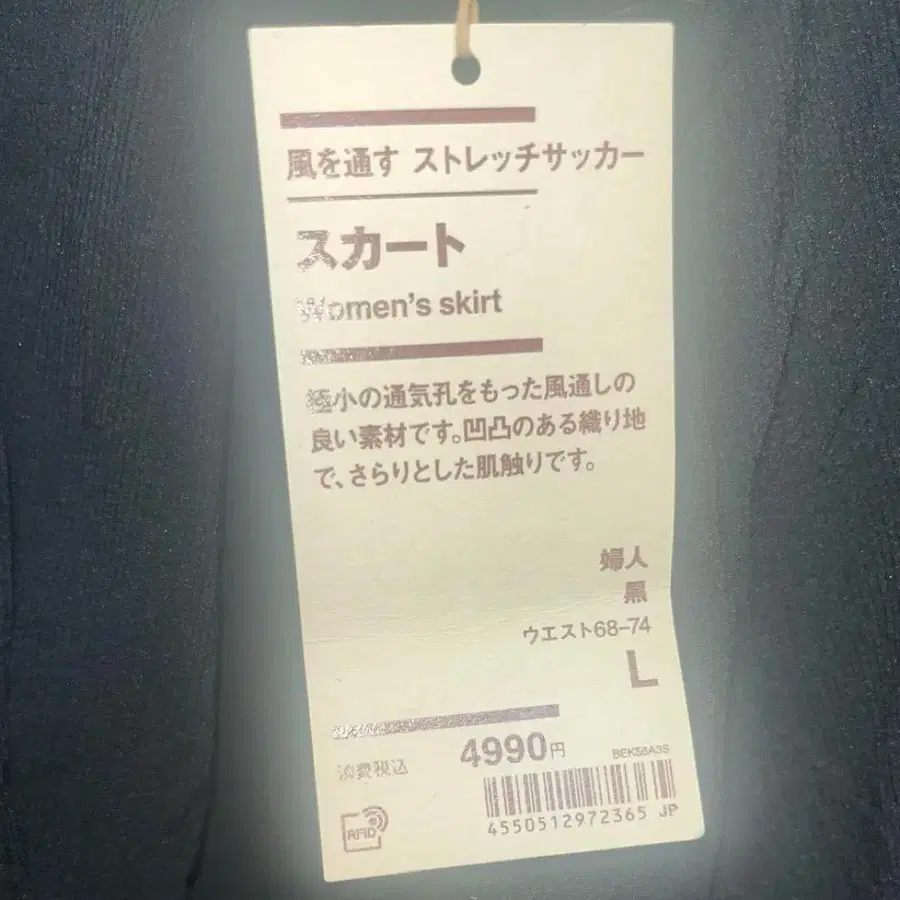 風を通す ストレッチサッカー
スカート
Women's skirt
極小の通気孔をもった風通しの
良い素材です。凹凸のある織り地
で、さらりとした肌触りです。
婦人
黒
ウエスト68-74
L
消費税込 4990円
BEK56A3S
4550512972365 JP
RFID